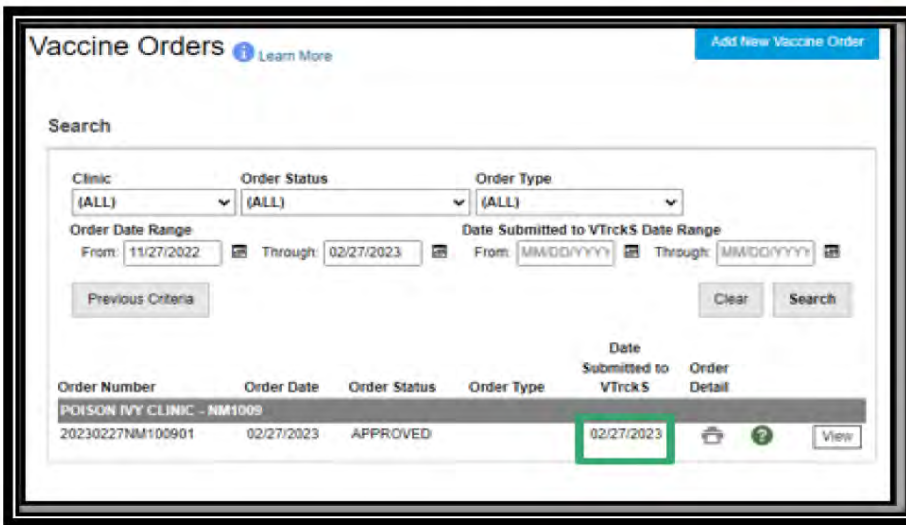 Vaccine Orders Learn More
Add New Vaccine Order
Search
Clinic Order Status Order Type
(ALL) (ALL) (ALL)
Order Date Range Date Submitted to VTrckS Date Range
From: 11/27/2022 Through: 02/27/2023 From: MM/DD/YYYY Through: MM/DD/YYYY
Previous Criteria Clear Search
Date
Submitted to Order
Order Number Order Date Order Status Order Type VTrckS Detail
POISON IVY CLINIC - NM1009
20230227NM100901 02/27/2023 APPROVED 02/27/2023 ? View